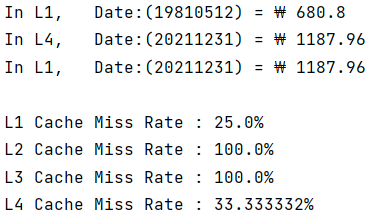 In L1,   Date:(19810512) = ₩ 680.8
In L4,   Date:(20211231) = ₩ 1187.96
In L1,   Date:(20211231) = ₩ 1187.96

L1 Cache Miss Rate : 25.0%
L2 Cache Miss Rate : 100.0%
L3 Cache Miss Rate : 100.0%
L4 Cache Miss Rate : 33.333332%